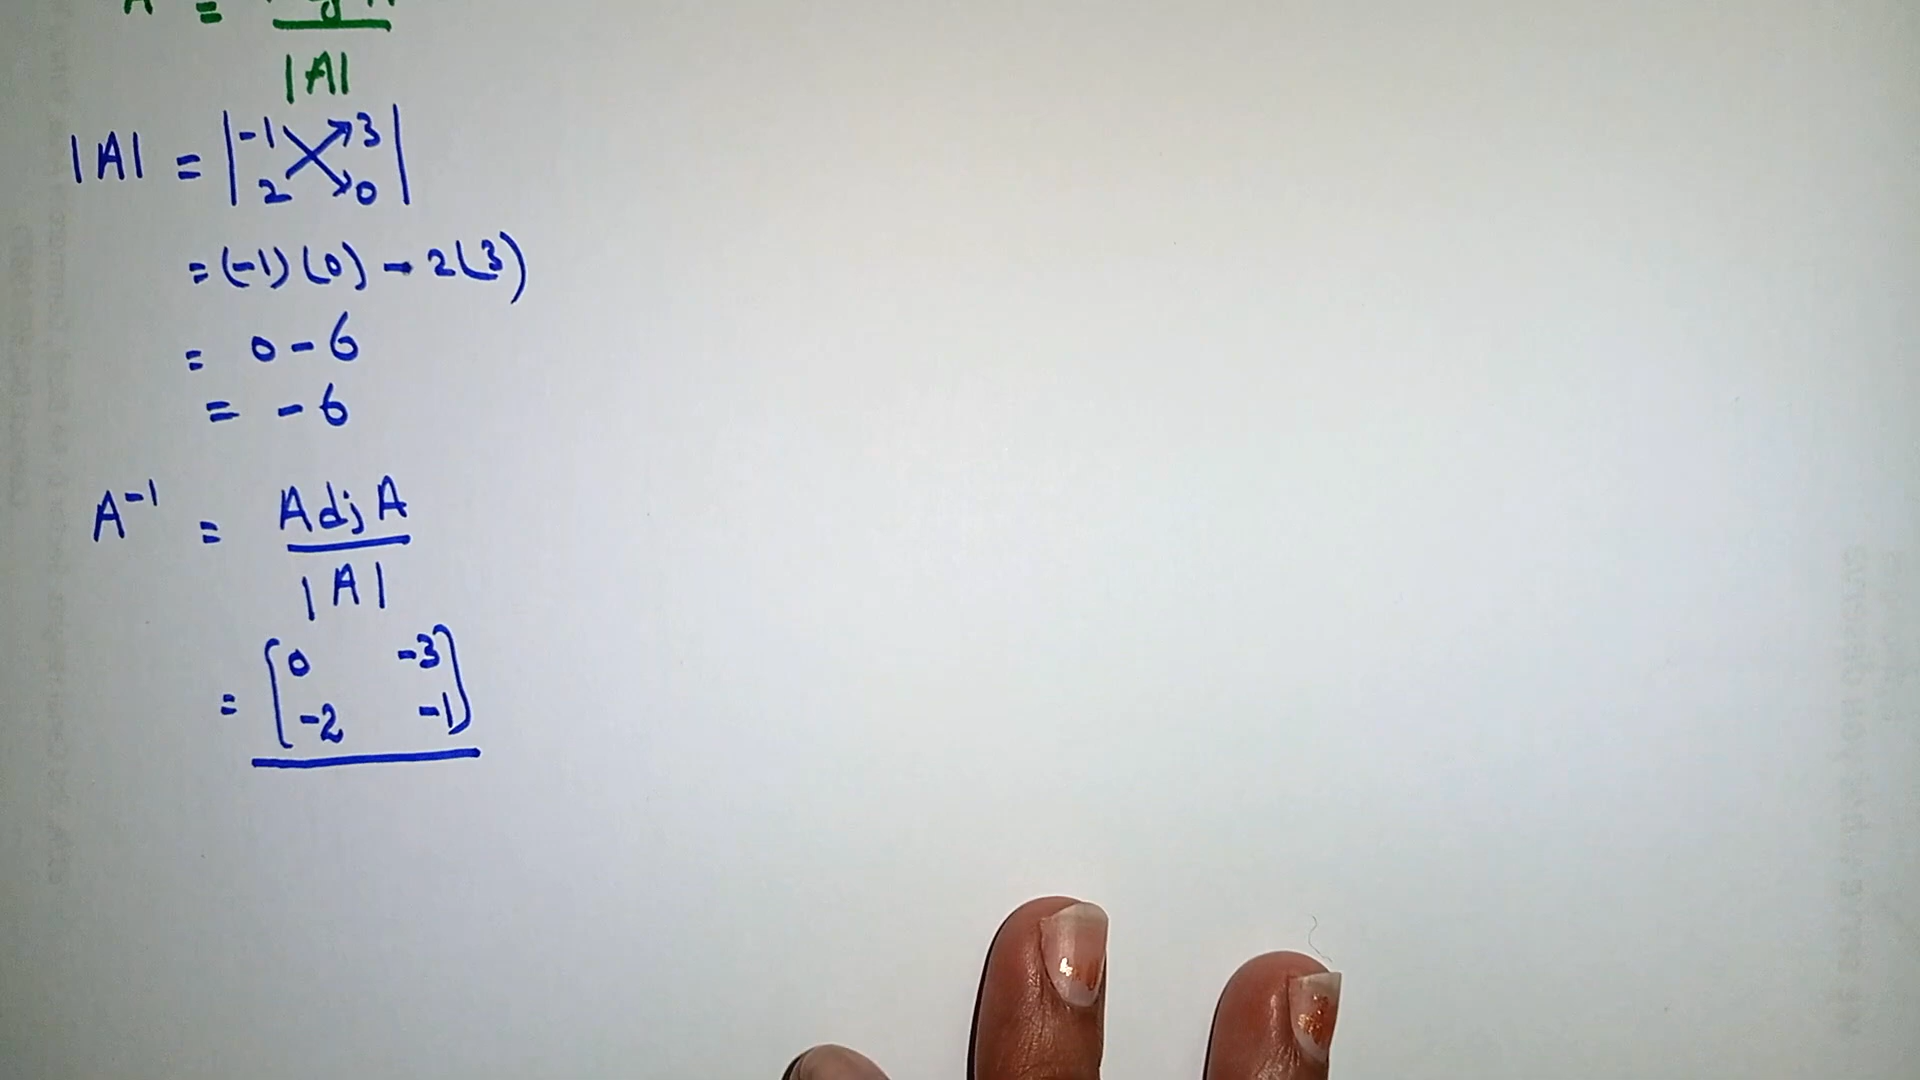 |A|
|A| = |-1 3|
|2 0|
= (-1) (0) - 2(3)
= 0 - 6
= - 6
A⁻¹ = Adj A
|A|
= [0 -3]
[-2 -1]